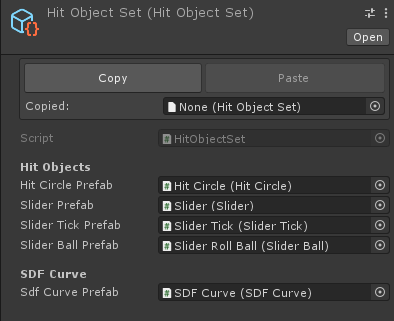 Hit Object Set (Hit Object Set)
Open
Copy Paste
Copied: None (Hit Object Set)
Script HitObjectSet
Hit Objects
Hit Circle Prefab Hit Circle (Hit Circle)
Slider Prefab Slider (Slider)
Slider Tick Prefab Slider Tick (Slider Tick)
Slider Ball Prefab Slider Roll Ball (Slider Ball)
SDF Curve
Sdf Curve Prefab SDF Curve (SDF Curve)